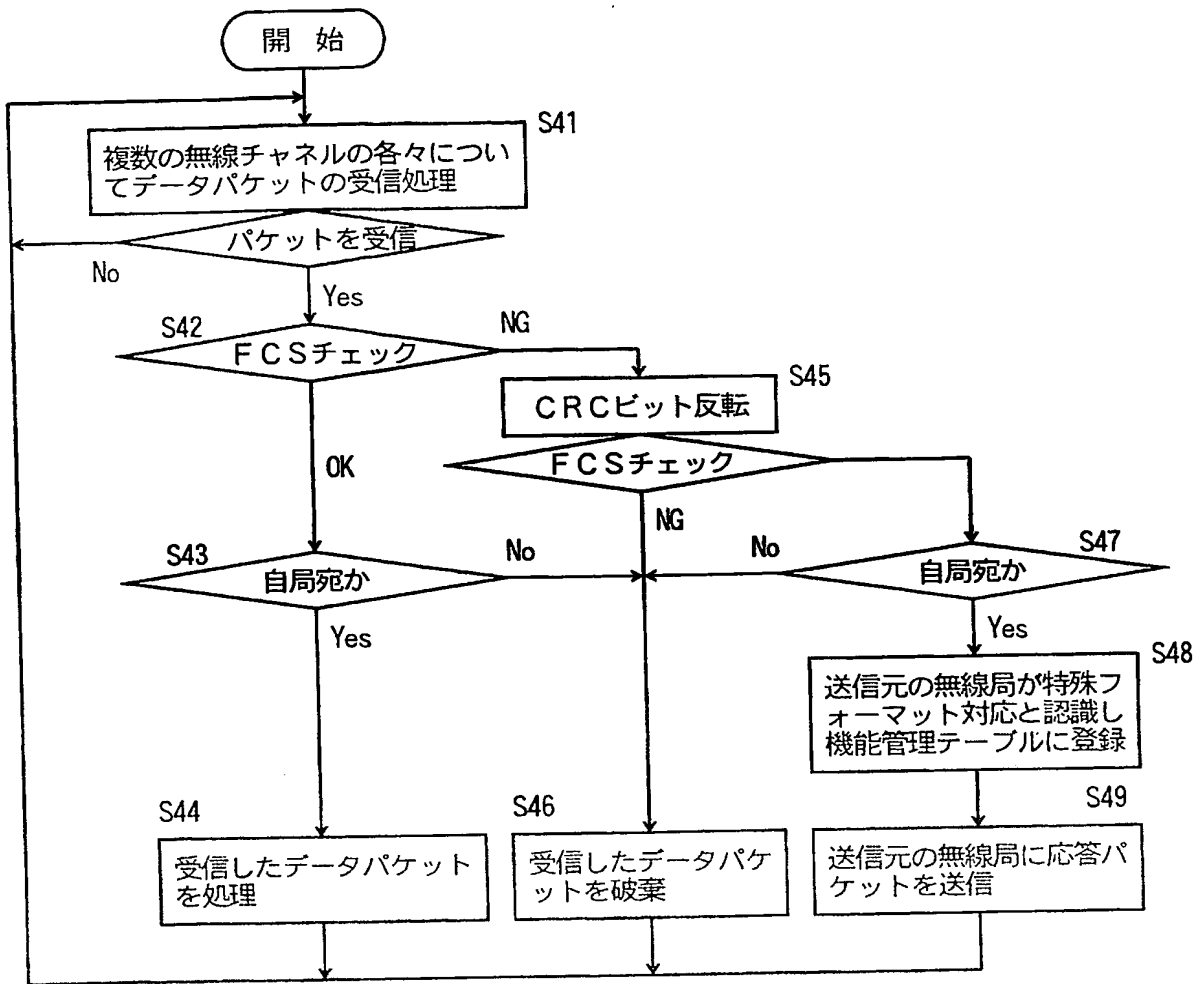 開 始
S41
複数の無線チャネルの各々につい
てデータパケットの受信処理
パケットを受信
No
Yes
S42
FCSチェック
NG
OK
S45
CRCビット反転
FCSチェック
NG
S43
自局宛か
No
Yes
No
S47
自局宛か
Yes
S48
送信元の無線局が特殊フ
ォーマット対応と認識し
機能管理テーブルに登録
S44
受信したデータパケット
を処理
S46
受信したデータパケ
ットを破棄
S49
送信元の無線局に応答パ
ケットを送信